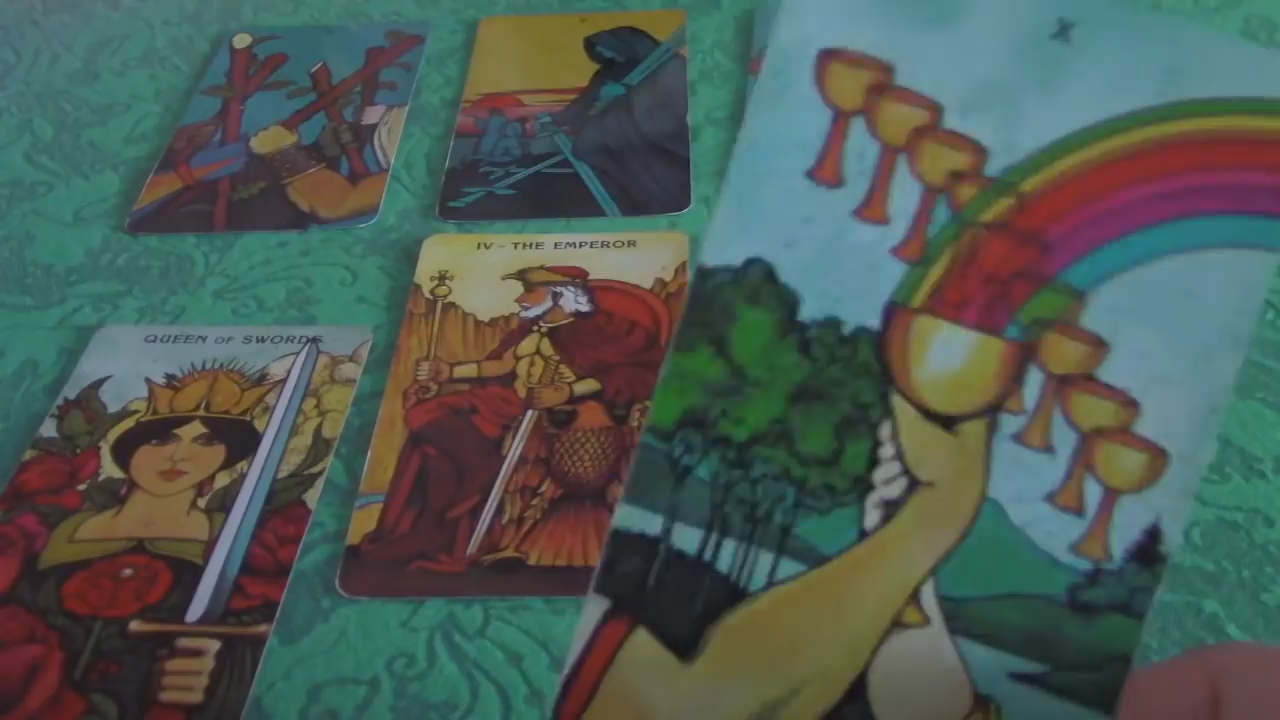 X
IV - THE EMPEROR
QUEEN OF SWORDS